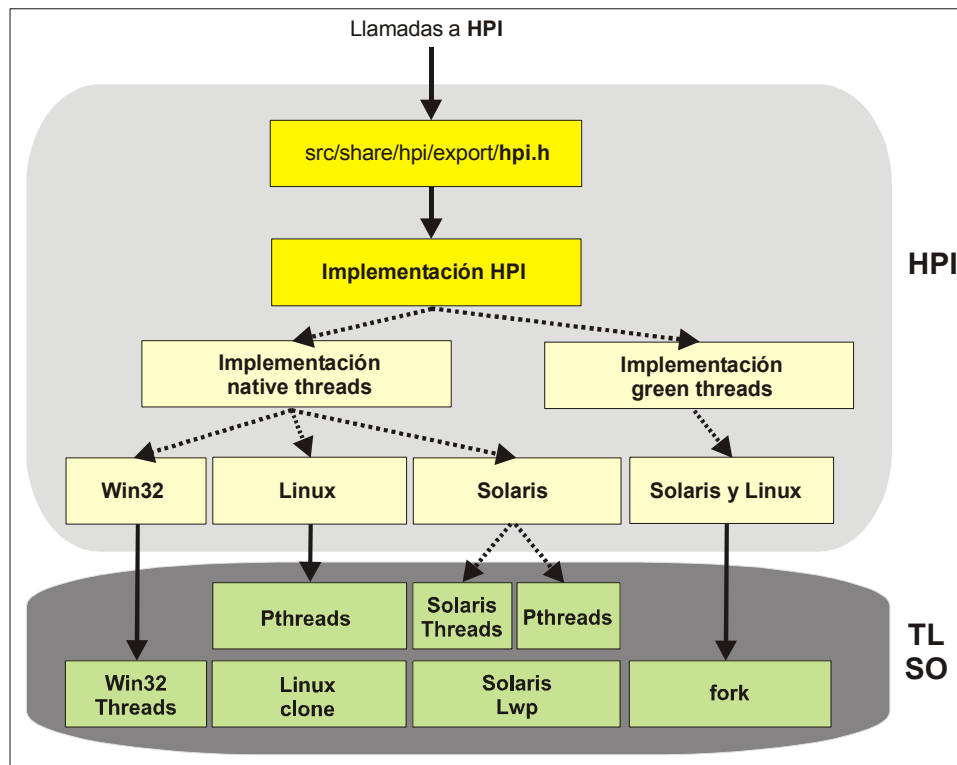 Llamadas a HPI
src/share/hpi/export/hpi.h
Implementación HPI
HPI
Implementación
native threads
Implementación
green threads
Win32
Linux
Solaris
Solaris y Linux
Pthreads
Solaris
Threads
Pthreads
TL
SO
Win32
Threads
Linux
clone
Solaris
Lwp
fork